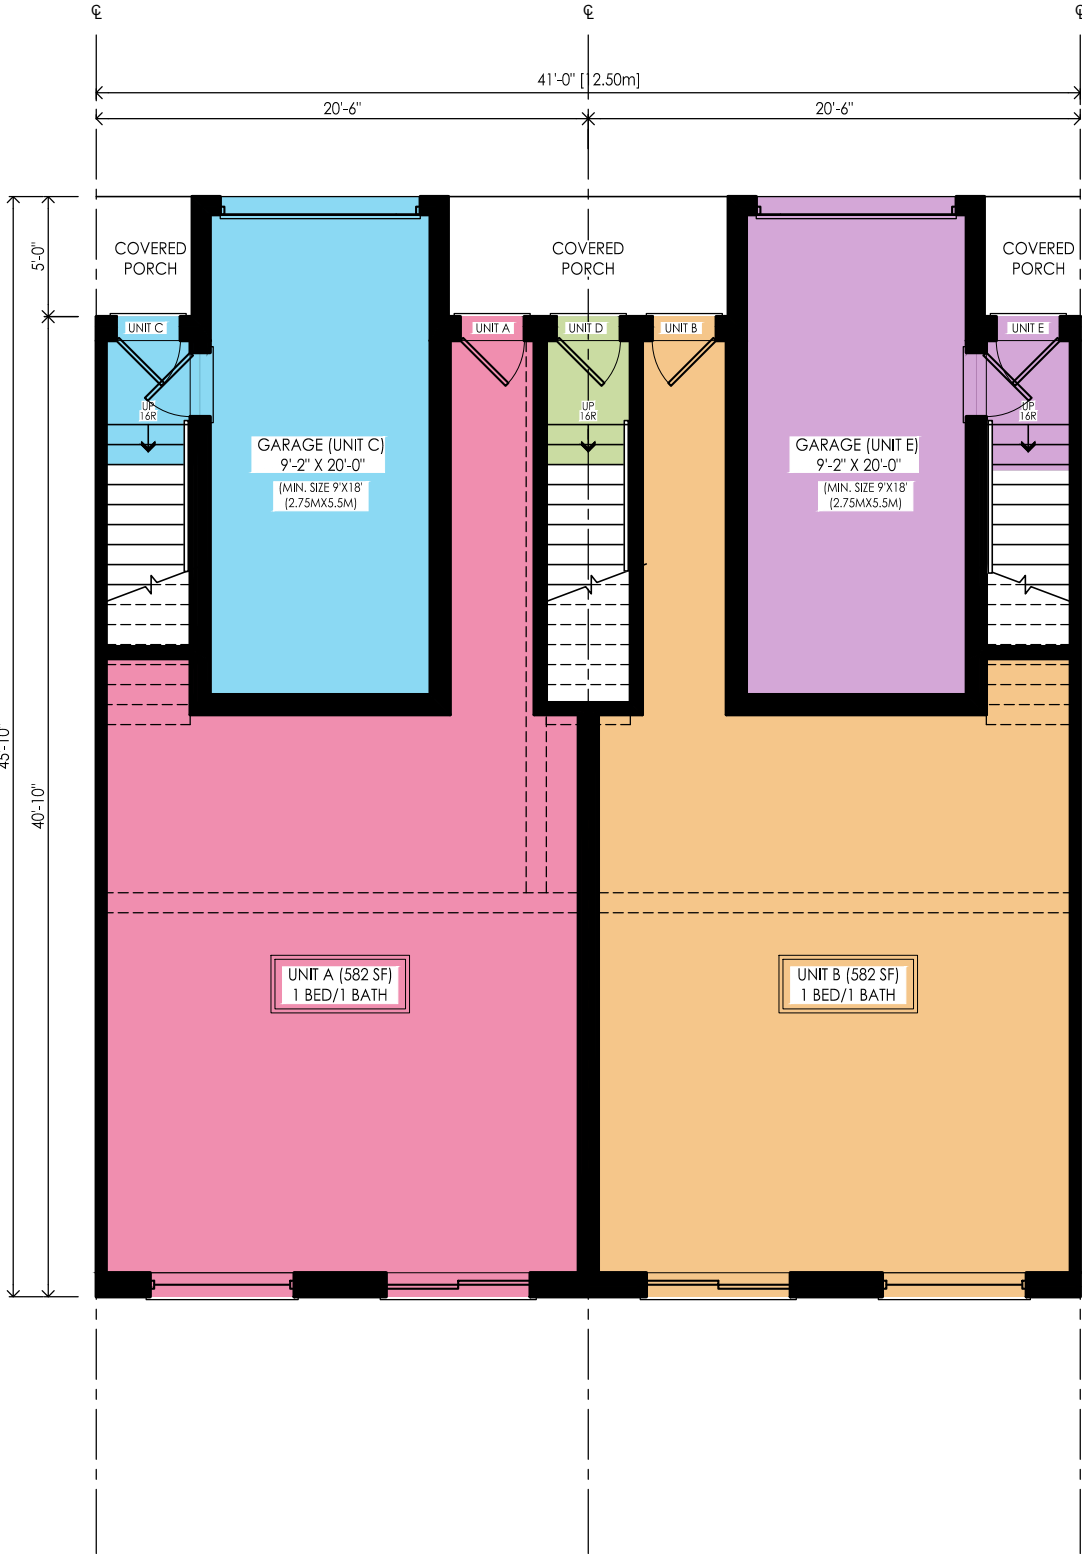 ℄ ℄ ℄
41'-0" [12.50m]
20'-6" 20'-6"
5'-0"
COVERED
PORCH
COVERED
PORCH
COVERED
PORCH
UNIT C
UNIT A
UNIT D
UNIT B
UNIT E
UP
16R
UP
16R
UP
16R
GARAGE (UNIT C)
9'-2" X 20'-0"
(MIN. SIZE 9'X18'
(2.75MX5.5M)
GARAGE (UNIT E)
9'-2" X 20'-0"
(MIN. SIZE 9'X18'
(2.75MX5.5M)
45'-10"
40'-10"
UNIT A (582 SF)
1 BED/1 BATH
UNIT B (582 SF)
1 BED/1 BATH